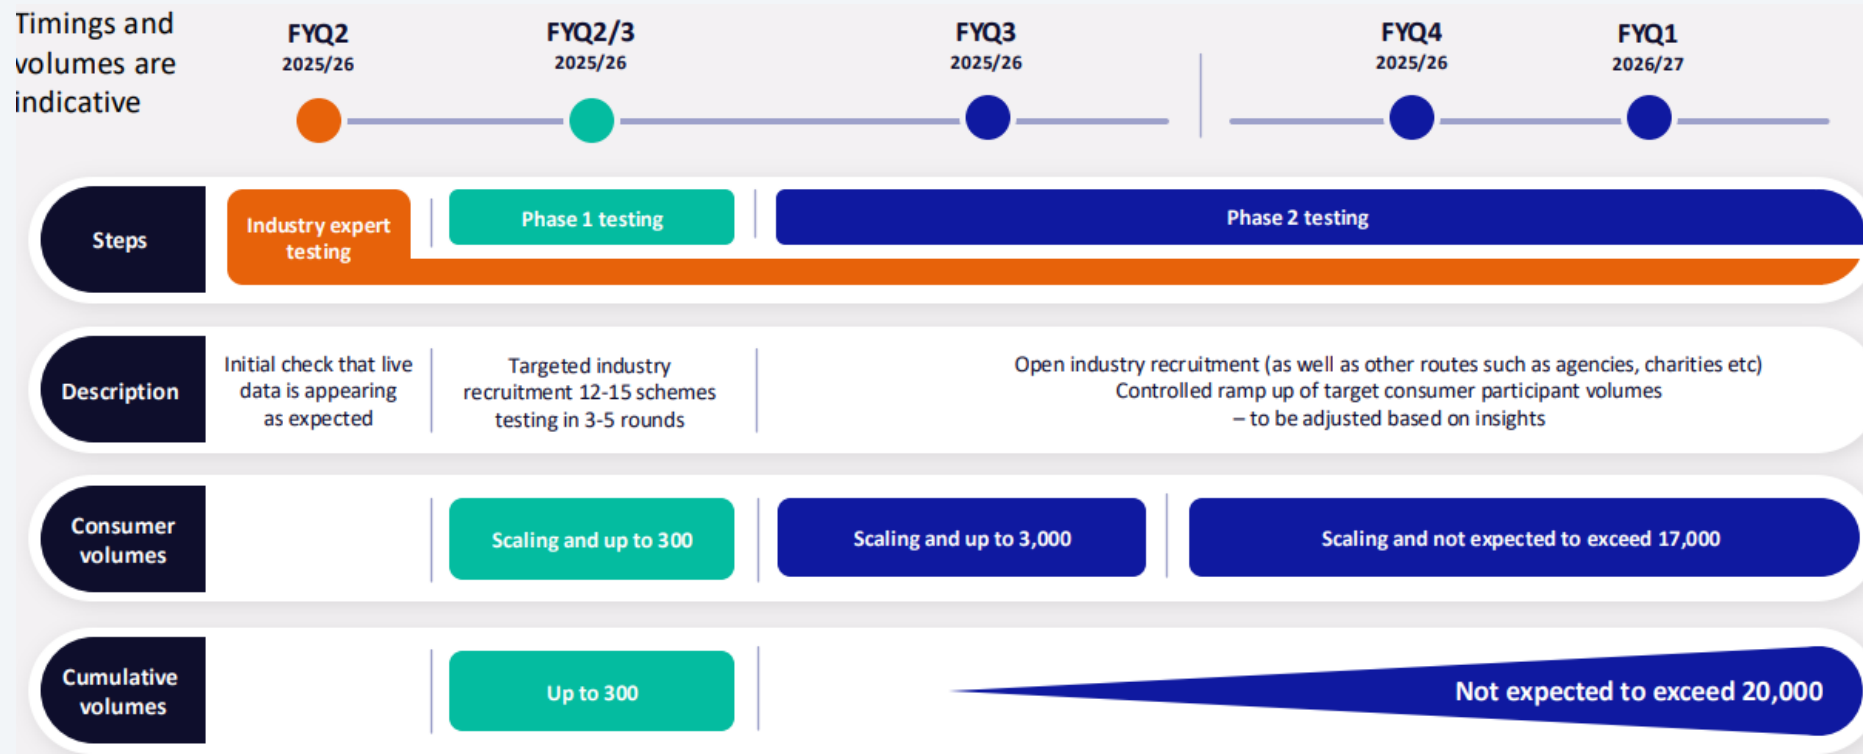 Timings and
volumes are
indicative
FYQ2
2025/26
FYQ2/3
2025/26
FYQ3
2025/26
FYQ4
2025/26
FYQ1
2026/27
Steps
Industry expert
testing
Phase 1 testing
Phase 2 testing
Description
Initial check that live
data is appearing
as expected
Targeted industry
recruitment 12-15 schemes
testing in 3-5 rounds
Open industry recruitment (as well as other routes such as agencies, charities etc)
Controlled ramp up of target consumer participant volumes
– to be adjusted based on insights
Consumer
volumes
Scaling and up to 300
Scaling and up to 3,000
Scaling and not expected to exceed 17,000
Cumulative
volumes
Up to 300
Not expected to exceed 20,000